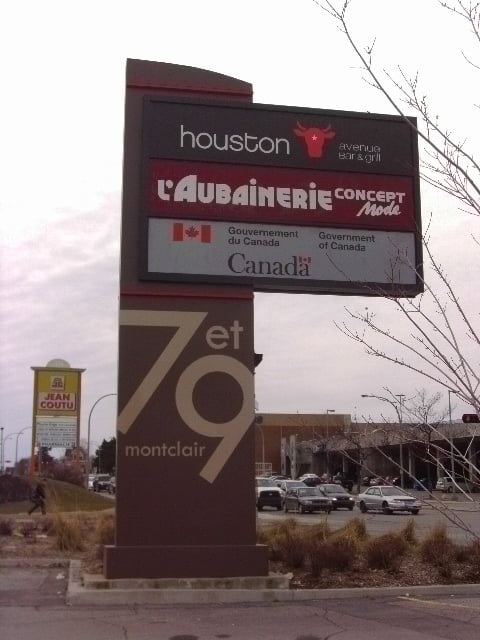 houston
avenue
bar & grill
L'AUBAINERIE CONCEPT
Mode
Gouvernement
du Canada
Government
of Canada
Canada
7 et
9
montclair
JEAN
COUTU